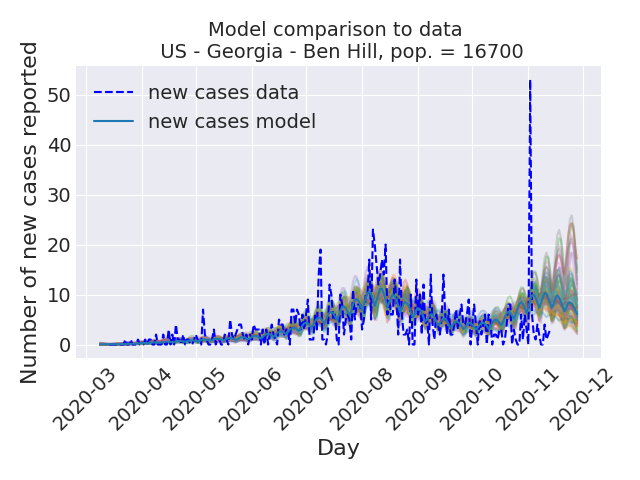 Model comparison to data
US - Georgia - Ben Hill, pop. = 16700
Number of new cases reported
new cases data
new cases model
50
40
30
20
10
0
2020-03
2020-04
2020-05
2020-06
2020-07
2020-08
2020-09
2020-10
2020-11
2020-12
Day